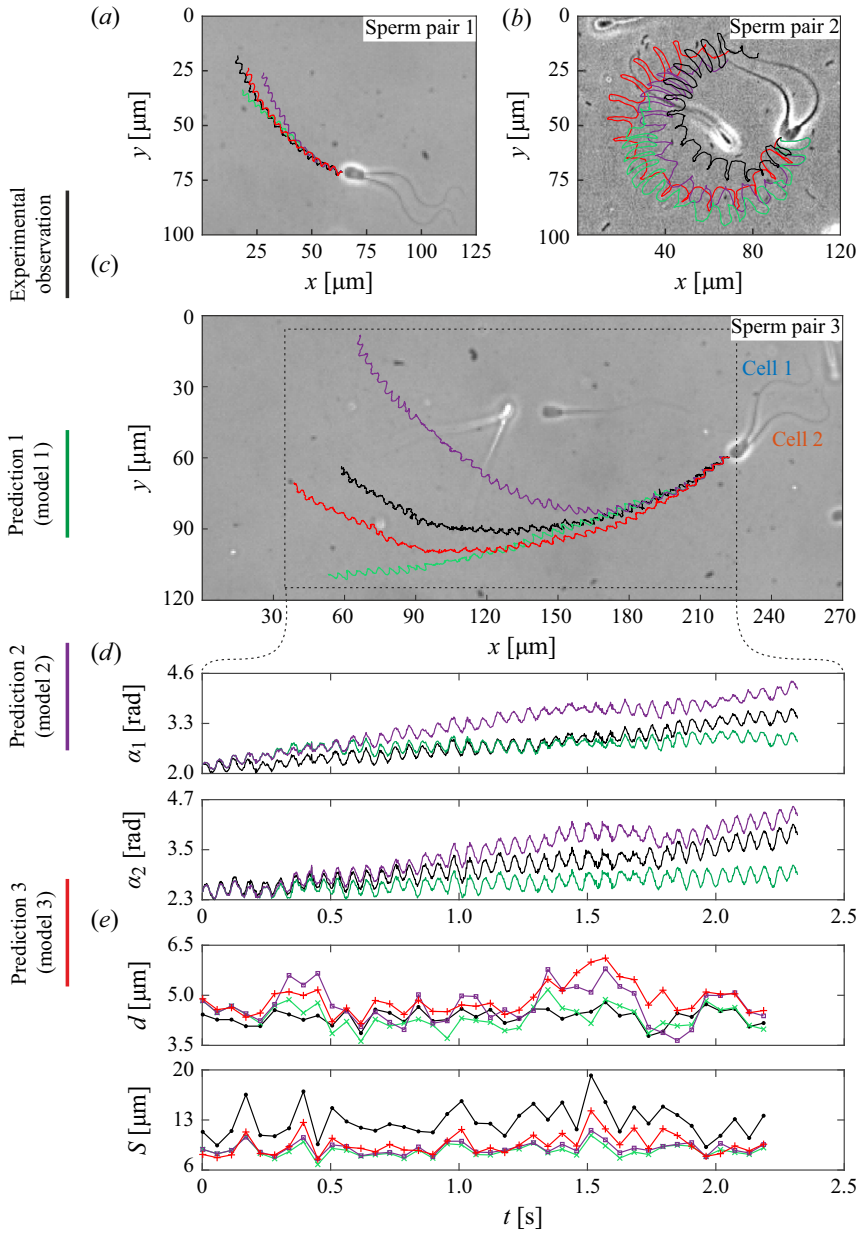 (a)
Sperm pair 1
0
25
50
75
100
y [μm]
25 50 75 100 125
x [μm]
(b)
Sperm pair 2
0
25
50
75
100
y [μm]
40 80 120
x [μm]
Experimental
observation
Prediction 1
(model 1)
Prediction 2
(model 2)
Prediction 3
(model 3)
(c)
Sperm pair 3
Cell 1
Cell 2
0
30
60
90
120
y [μm]
30 60 90 120 150 180 210 240 270
x [μm]
(d)
4.6
3.3
2.0
α1 [rad]
4.7
3.5
2.3
α2 [rad]
0 0.5 1.0 1.5 2.0 2.5
(e)
6.5
5.0
3.5
d [μm]
20
13
6
S [μm]
0 0.5 1.0 1.5 2.0 2.5
t [s]